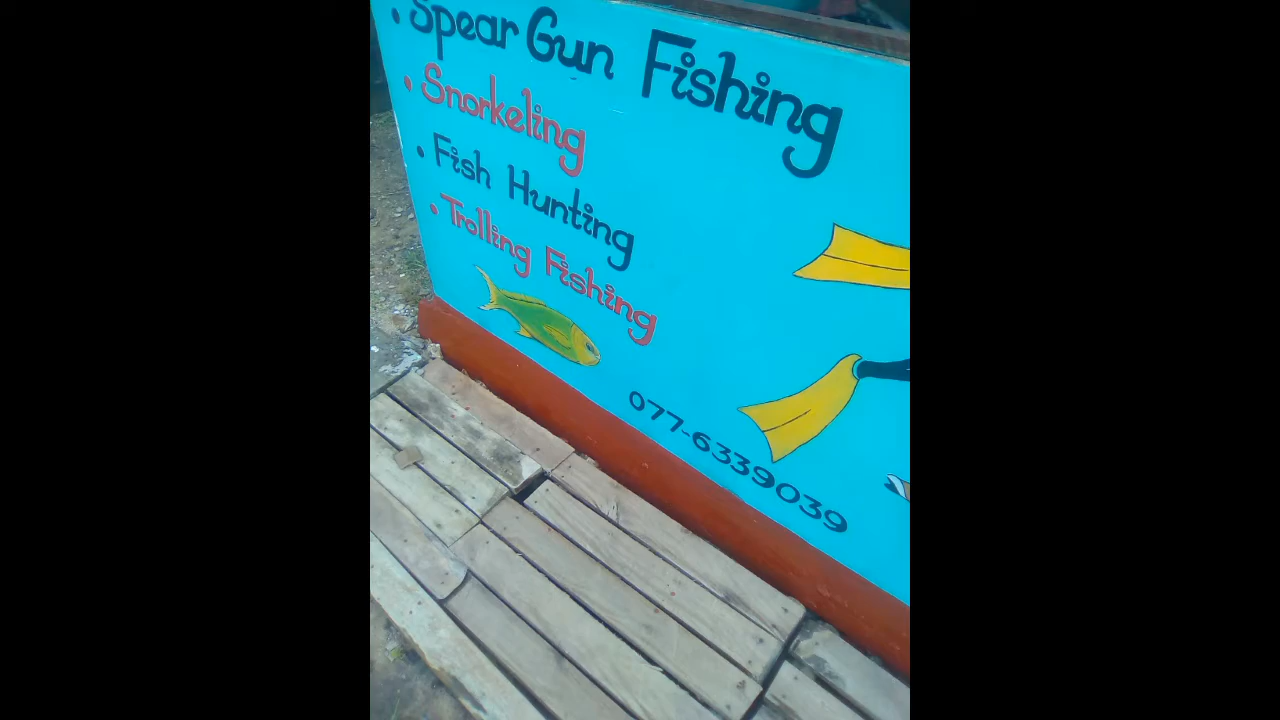 • Spear Gun Fishing
• Snorkeling
• Fish Hunting
• Trolling Fishing
077-6339039